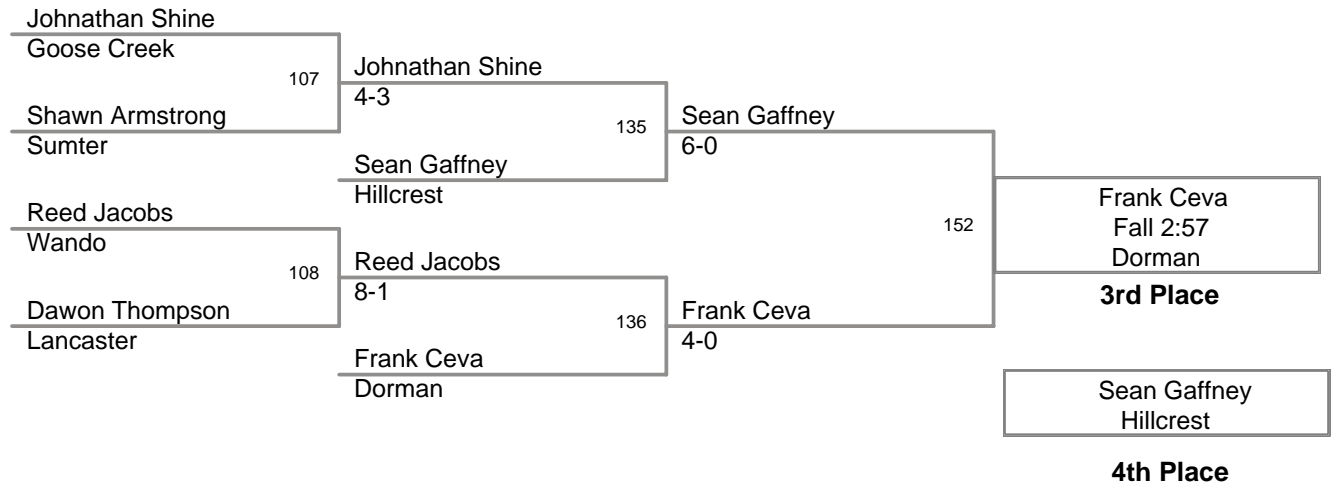 Johnathan Shine
Goose Creek
107
Shawn Armstrong
Sumter
Reed Jacobs
Wando
108
Dawon Thompson
Lancaster
Johnathan Shine
4-3
135
Sean Gaffney
Hillcrest
Reed Jacobs
8-1
136
Frank Ceva
Dorman
Sean Gaffney
6-0
152
Frank Ceva
4-0
Frank Ceva
Fall 2:57
Dorman
3rd Place
Sean Gaffney
Hillcrest
4th Place